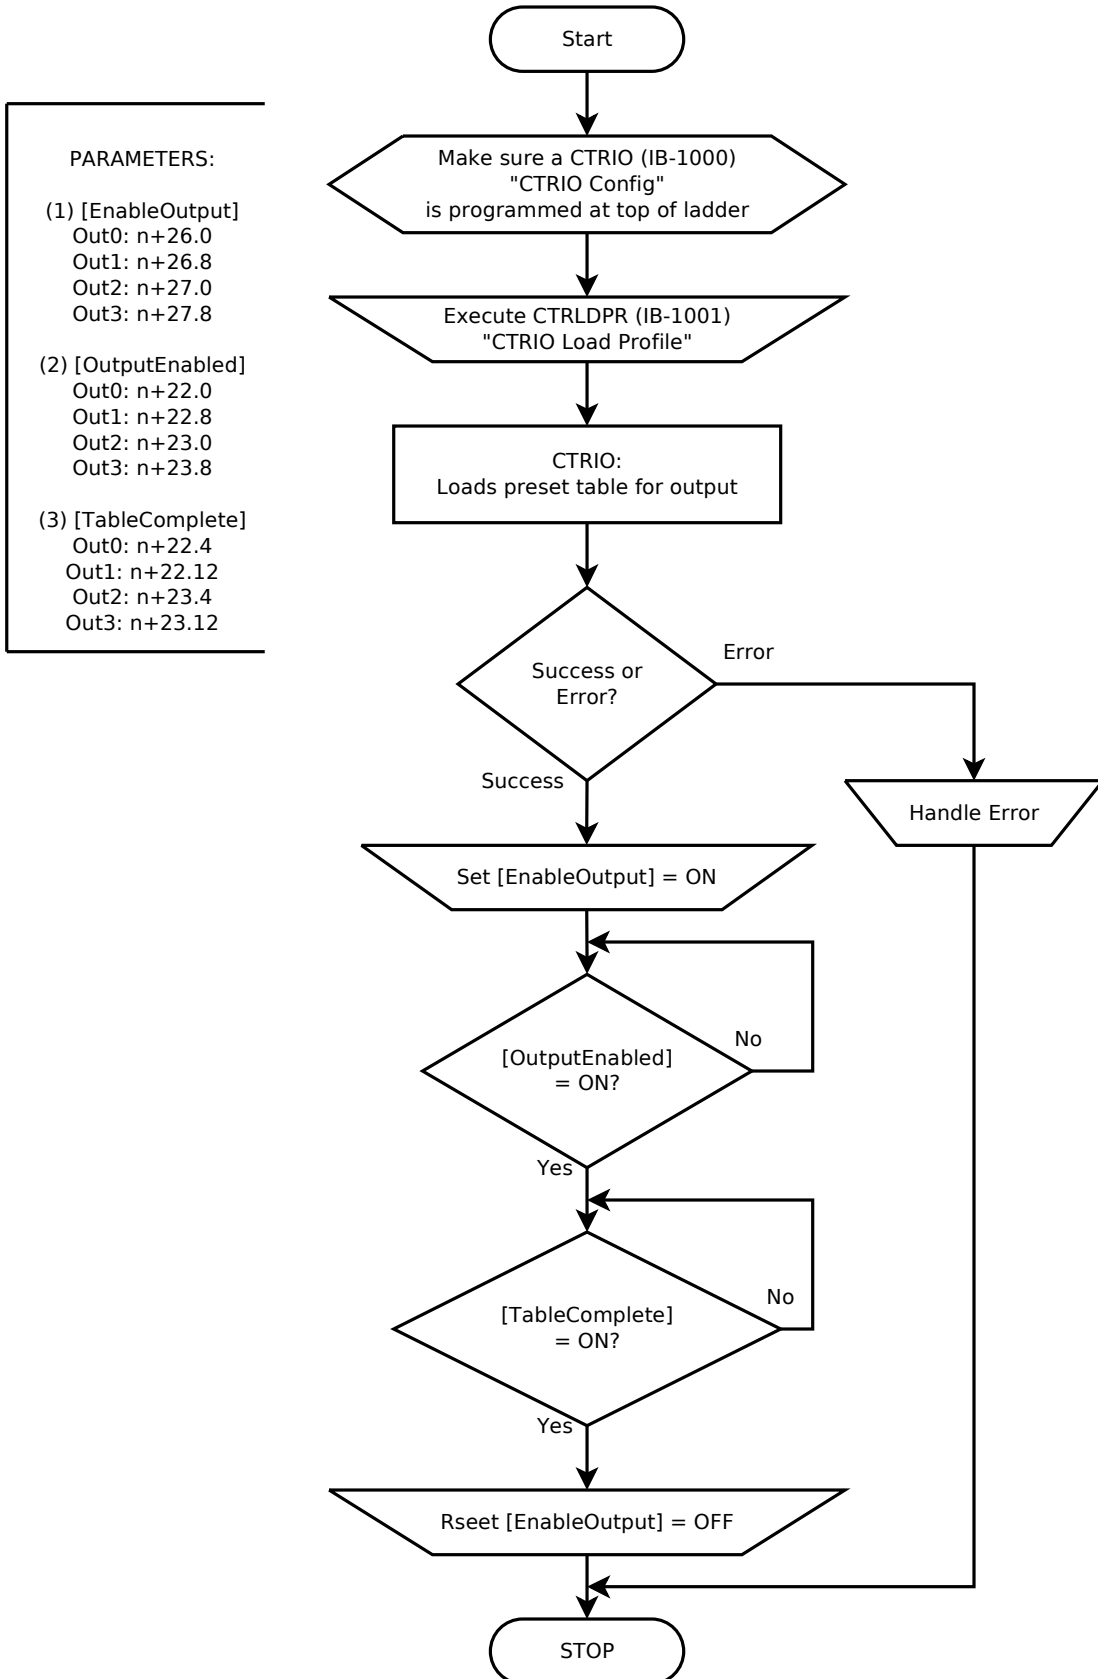 Start
PARAMETERS:
(1) [EnableOutput]
Out0: n+26.0
Out1: n+26.8
Out2: n+27.0
Out3: n+27.8
(2) [OutputEnabled]
Out0: n+22.0
Out1: n+22.8
Out2: n+23.0
Out3: n+23.8
(3) [TableComplete]
Out0: n+22.4
Out1: n+22.12
Out2: n+23.4
Out3: n+23.12
Make sure a CTRIO (IB-1000)
"CTRIO Config"
is programmed at top of ladder
Execute CTRLDPR (IB-1001)
"CTRIO Load Profile"
CTRIO:
Loads preset table for output
Success or
Error?
Error
Success
Handle Error
Set [EnableOutput] = ON
[OutputEnabled]
= ON?
No
Yes
[TableComplete]
= ON?
No
Yes
Rseet [EnableOutput] = OFF
STOP